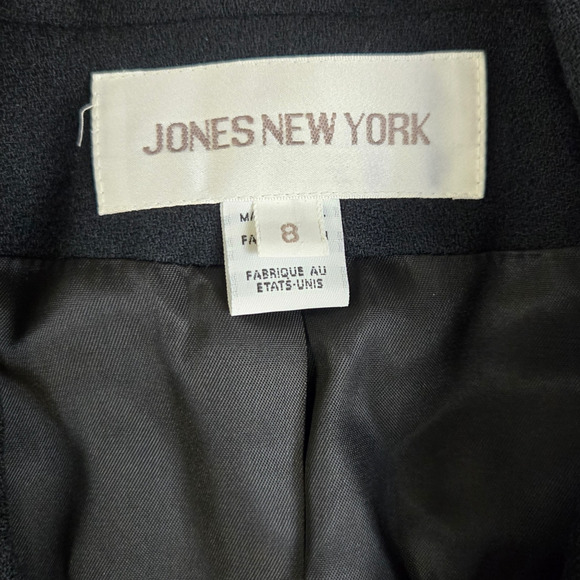 JONES NEW YORK
8
FABRIQUE AU
ETATS-UNIS